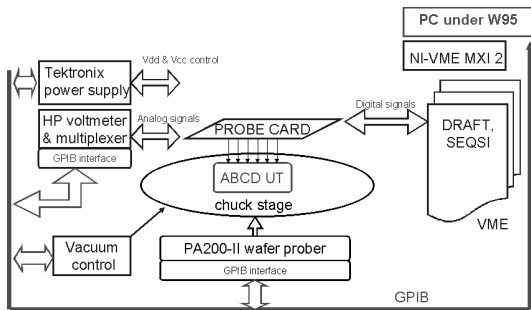 PC under W95
NI-VME MXI 2
Vdd & Vcc control
Tektronix
power supply
HP voltmeter
& multiplexer
GPIB interface
Analog signals
PROBE CARD
Digital signals
DRAFT,
SEQSI
VME
ABCD UT
chuck stage
Vacuum
control
PA200-II wafer prober
GPIB interface
GPIB